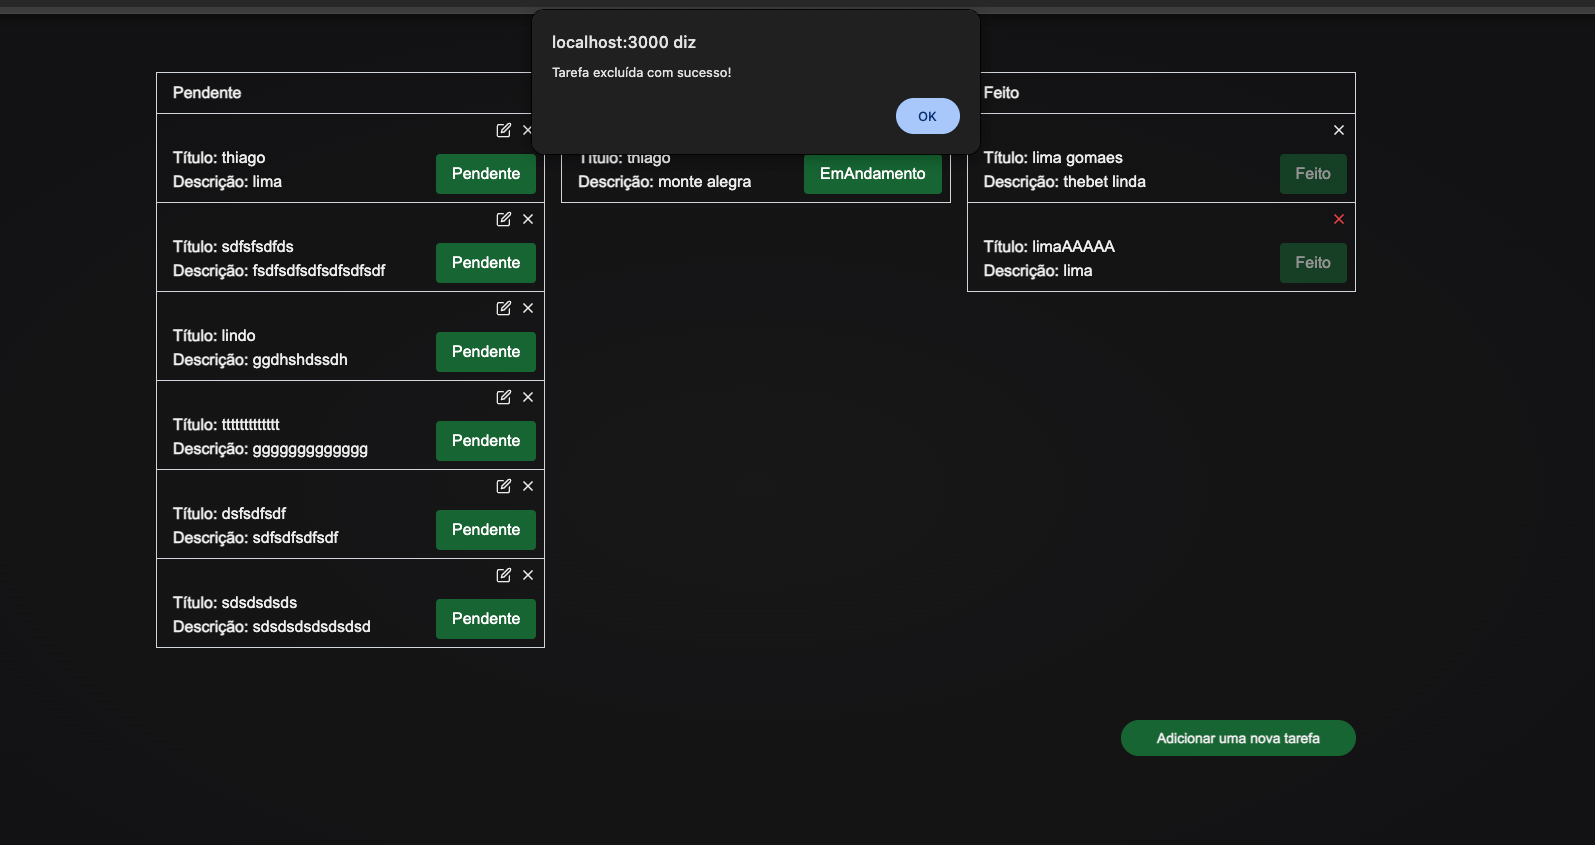 localhost:3000 diz
Tarefa excluída com sucesso!
OK
Pendente
Título: thiago
Descrição: lima
Pendente
Título: sdfsfsdfds
Descrição: fsdfsdfsdfsdfsdfsdf
Pendente
Título: lindo
Descrição: ggdhshdssdh
Pendente
Título: ttttttttttttt
Descrição: ggggggggggggg
Pendente
Título: dsfsdfsdf
Descrição: sdfsdfsdfsdf
Pendente
Título: sdsdsdsds
Descrição: sdsdsdsdsdsdsd
Pendente
Título: thiago
Descrição: monte alegra
EmAndamento
Feito
Título: lima gomaes
Descrição: thebet linda
Feito
Título: limaAAAAA
Descrição: lima
Feito
Adicionar uma nova tarefa